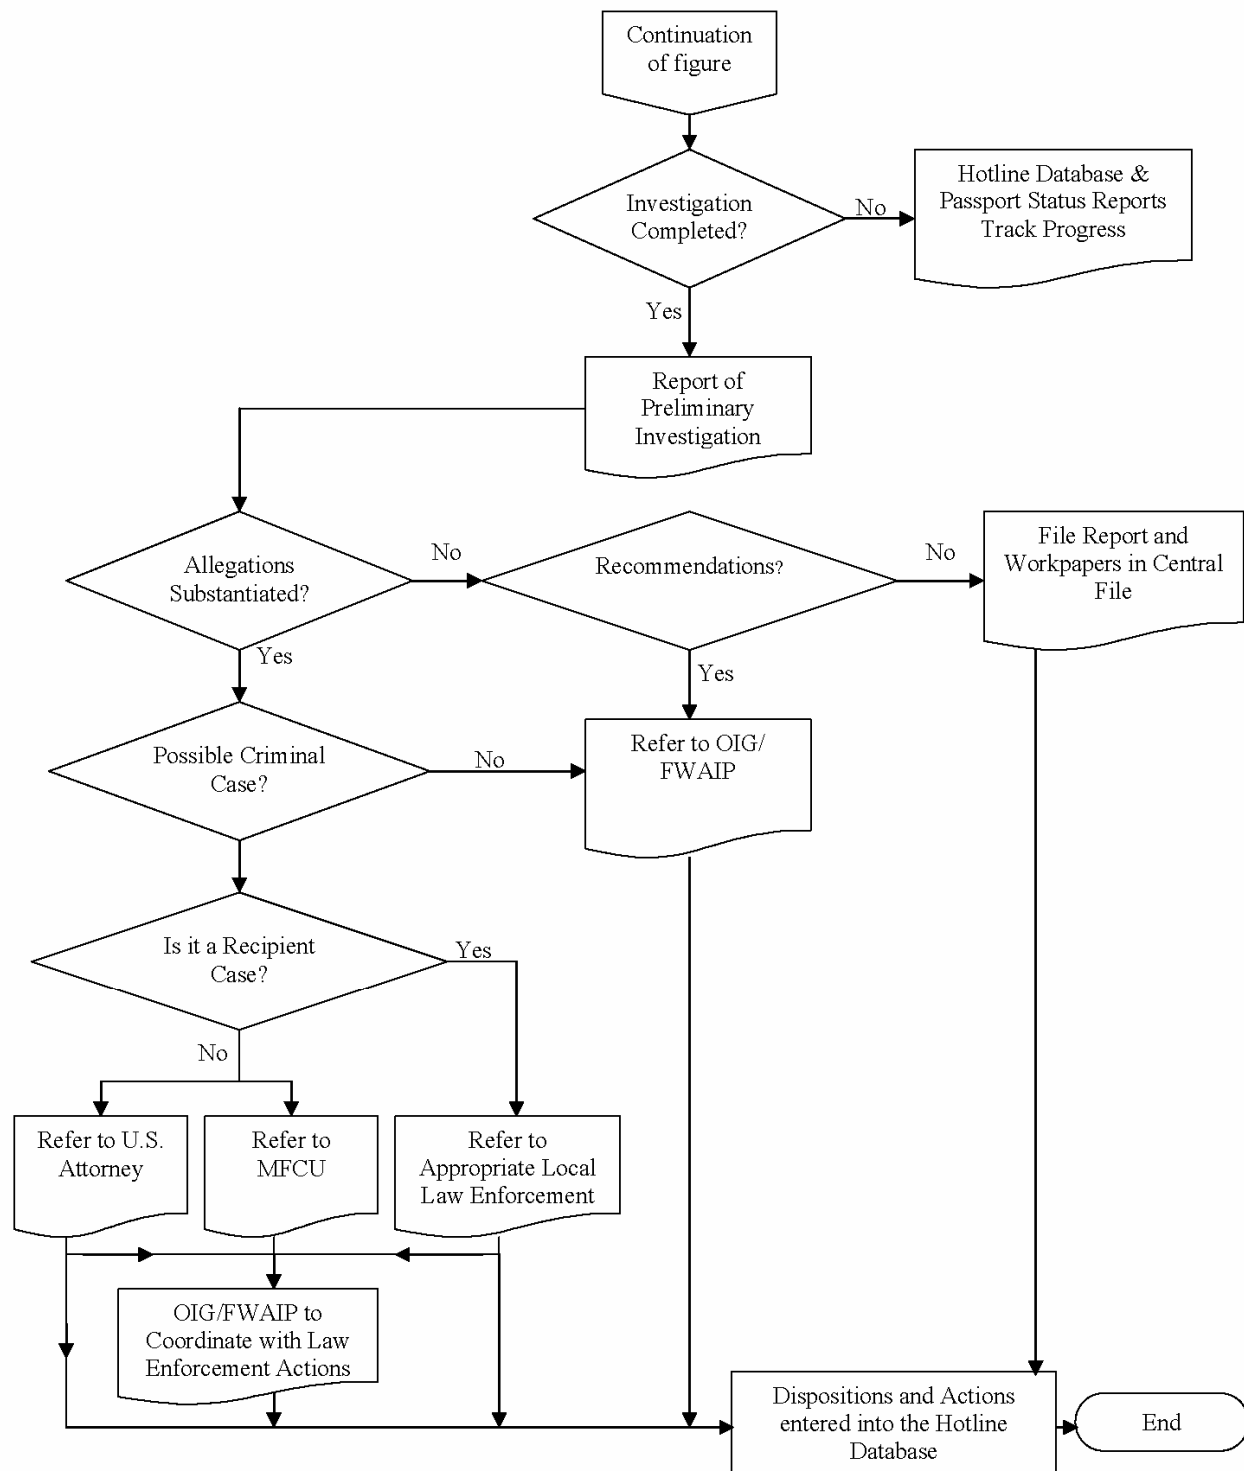 Continuation
of figure
Investigation
Completed?
No
Hotline Database &
Passport Status Reports
Track Progress
Yes
Report of
Preliminary
Investigation
Allegations
Substantiated?
No
Recommendations?
No
File Report and
Workpapers in Central
File
Yes
Yes
Possible Criminal
Case?
No
Refer to OIG/
FWAIP
Is it a Recipient
Case?
Yes
No
Refer to U.S.
Attorney
Refer to
MFCU
Refer to
Appropriate Local
Law Enforcement
OIG/FWAIP to
Coordinate with Law
Enforcement Actions
Dispositions and Actions
entered into the Hotline
Database
End